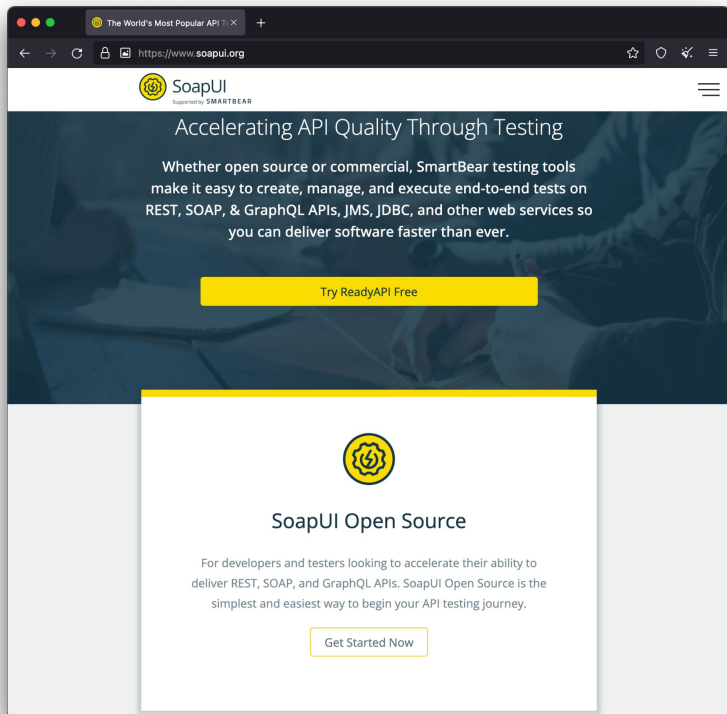 The World's Most Popular API T
https://www.soapui.org
SoapUI
Supported by SMARTBEAR
Accelerating API Quality Through Testing
Whether open source or commercial, SmartBear testing tools
make it easy to create, manage, and execute end-to-end tests on
REST, SOAP, & GraphQL APIs, JMS, JDBC, and other web services so
you can deliver software faster than ever.
Try ReadyAPI Free
SoapUI Open Source
For developers and testers looking to accelerate their ability to
deliver REST, SOAP, and GraphQL APIs. SoapUI Open Source is the
simplest and easiest way to begin your API testing journey.
Get Started Now